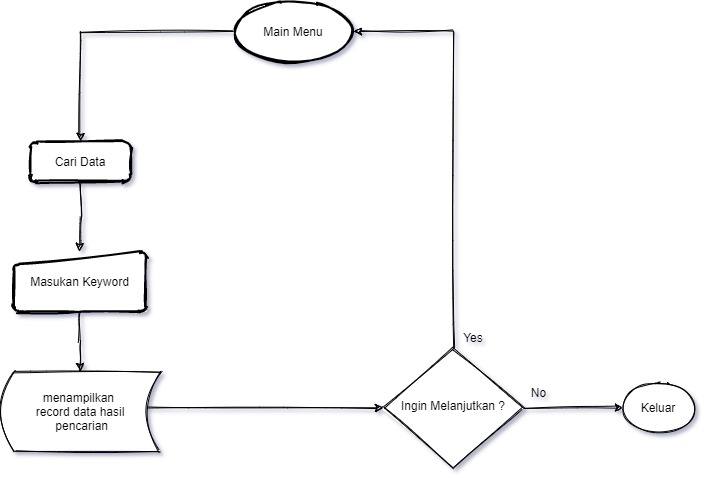 Main Menu
Cari Data
Masukan Keyword
menampilkan
record data hasil
pencarian
Ingin Melanjutkan ?
Yes
No
Keluar